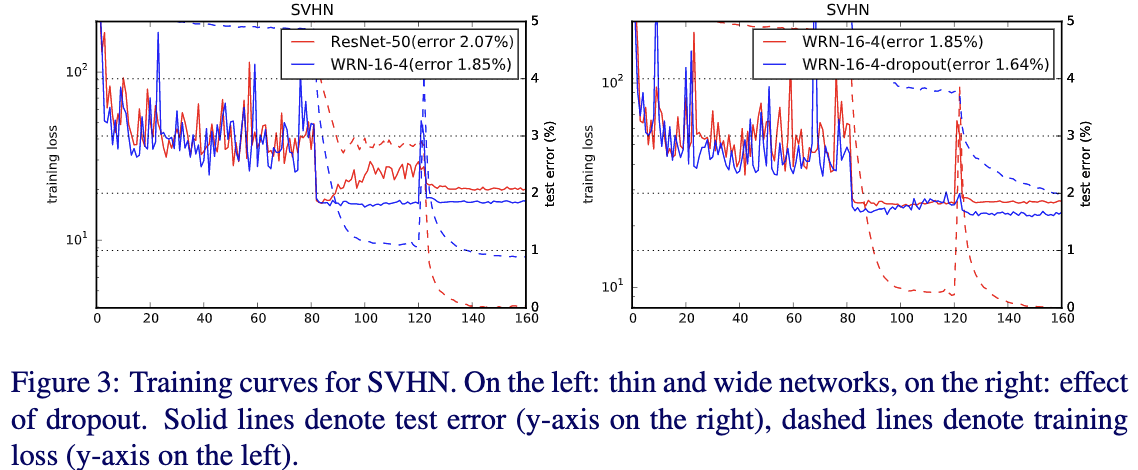 SVHN
ResNet-50(error 2.07%)
WRN-16-4(error 1.85%)
training loss
10²
10¹
test error (%)
5
4
3
2
1
0
0 20 40 60 80 100 120 140 160
SVHN
WRN-16-4(error 1.85%)
WRN-16-4-dropout(error 1.64%)
training loss
10²
10¹
test error (%)
5
4
3
2
1
0
0 20 40 60 80 100 120 140 160
Figure 3: Training curves for SVHN. On the left: thin and wide networks, on the right: effect
of dropout. Solid lines denote test error (y-axis on the right), dashed lines denote training
loss (y-axis on the left).